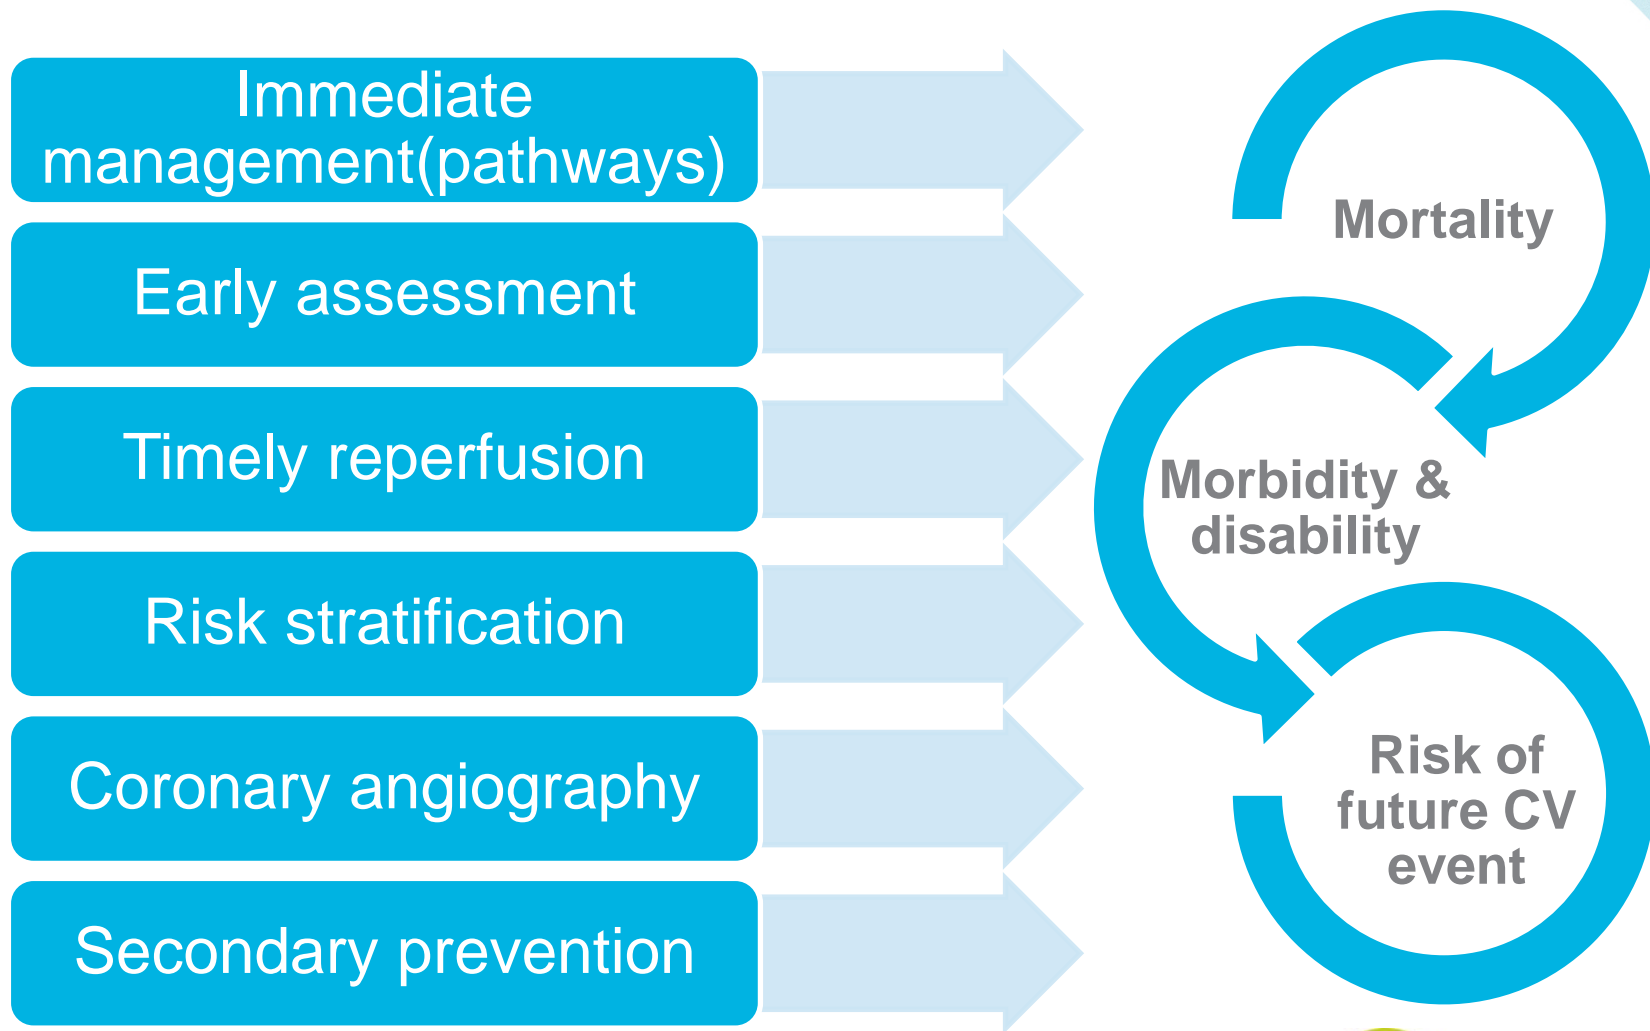 Immediate
management(pathways)
Early assessment
Timely reperfusion
Risk stratification
Coronary angiography
Secondary prevention
Mortality
Morbidity &
disability
Risk of
future CV
event